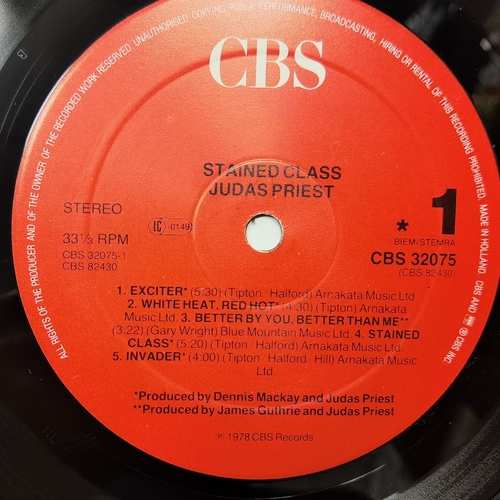 ALL RIGHTS OF THE PRODUCER AND OF THE OWNER OF THE RECORDED WORK RESERVED. UNAUTHORISED COPYING, PUBLIC PERFORMANCE, BROADCASTING, HIRING OR RENTAL OF THIS RECORDING PROHIBITED. MADE IN HOLLAND. CBS AND ℗ CBS INC.
CBS
STAINED CLASS
JUDAS PRIEST
STEREO
IC 0149
* 1
33⅓ RPM
BIEM/STEMRA
CBS 32075-1
CBS 32075
CBS 82430
(CBS 82430)
1. EXCITER* (5:30) (Tipton · Halford) Arnakata Music Ltd.
2. WHITE HEAT, RED HOT* (4:30) (Tipton) Arnakata
Music Ltd. 3. BETTER BY YOU, BETTER THAN ME**
(3:22) (Gary Wright) Blue Mountain Music Ltd. 4. STAINED
CLASS* (5:20) (Tipton · Halford) Arnakata Music Ltd.
5. INVADER* (4:00) (Tipton · Halford · Hill) Arnakata Music Ltd.
*Produced by Dennis Mackay and Judas Priest
**Produced by James Guthrie and Judas Priest
℗ 1978 CBS Records